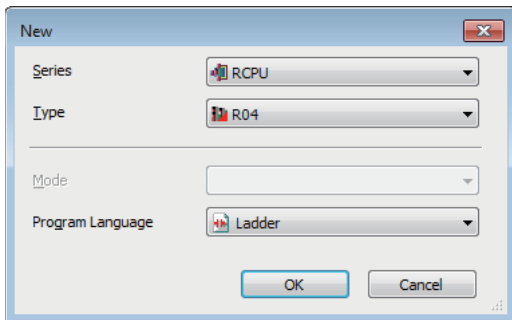 New
Series RCPU
Type R04
Mode
Program Language Ladder
OK Cancel